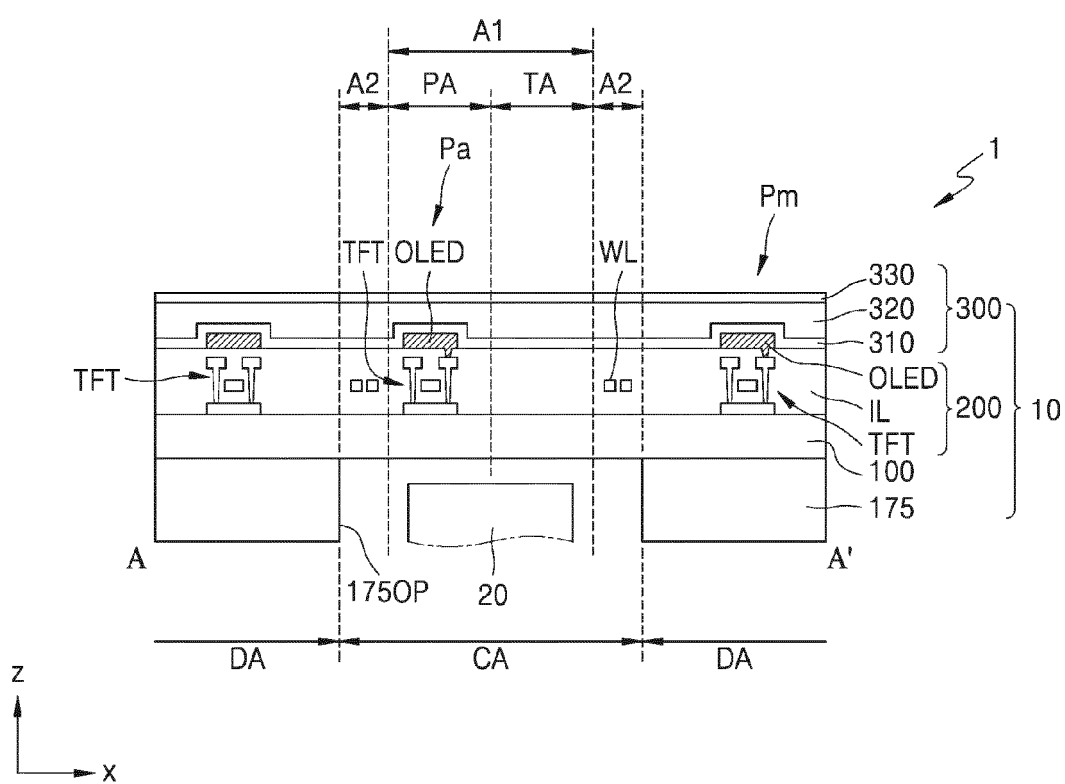 A1
A2 PA TA A2
Pa
1
Pm
TFT OLED WL
330
320 300
310
TFT OLED
IL 200 10
TFT
100
175
A A'
175OP 20
DA CA DA
z
x